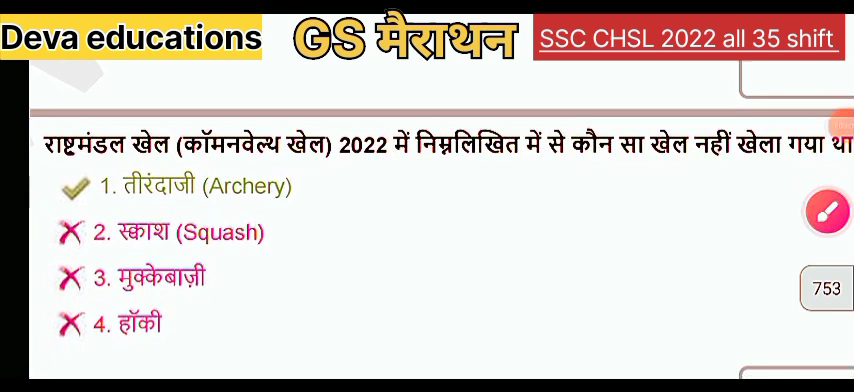 Deva educations GS मैराथन SSC CHSL 2022 all 35 shift
राष्ट्रमंडल खेल (कॉमनवेल्थ खेल) 2022 में निम्नलिखित में से कौन सा खेल नहीं खेला गया था
1. तीरंदाजी (Archery)
2. स्क्वाश (Squash)
3. मुक्केबाज़ी
753
4. हॉकी